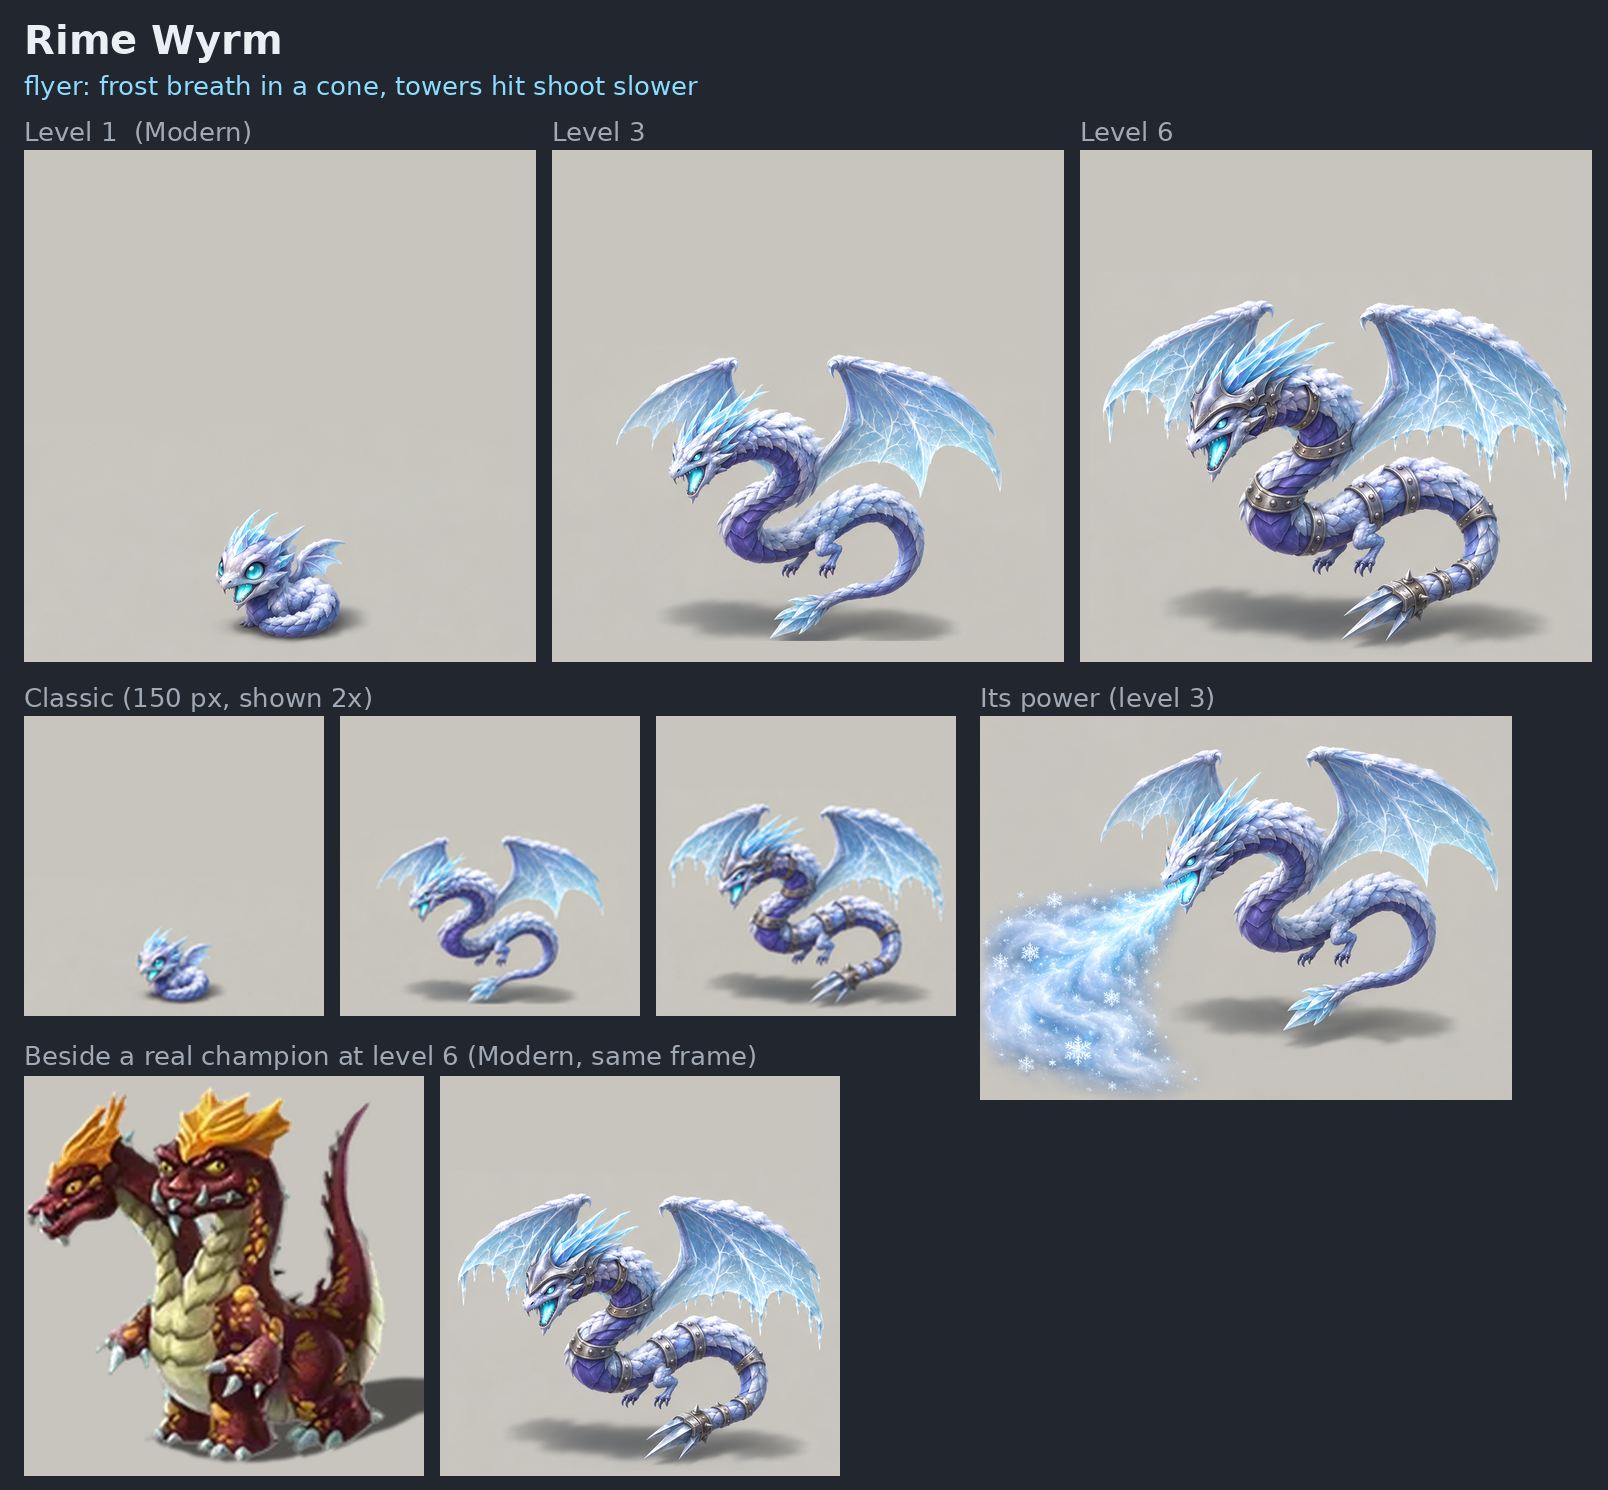 Rime Wyrm
flyer: frost breath in a cone, towers hit shoot slower
Level 1  (Modern)
Level 3
Level 6
Classic (150 px, shown 2x)
Its power (level 3)
Beside a real champion at level 6 (Modern, same frame)